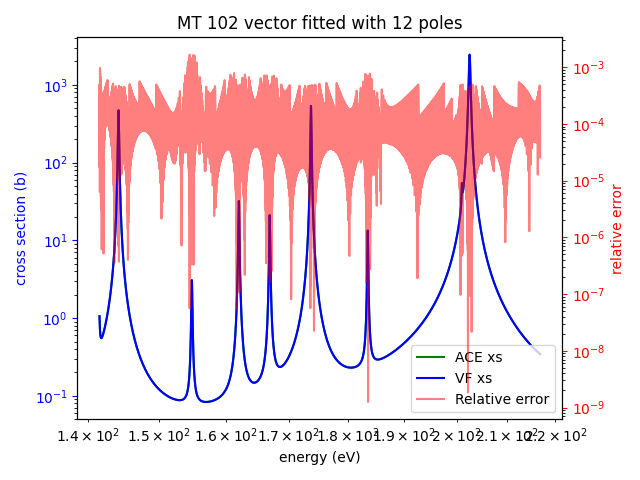 MT 102 vector fitted with 12 poles
cross section (b)
10³
10²
10¹
10⁰
10⁻¹
relative error
10⁻³
10⁻⁴
10⁻⁵
10⁻⁶
10⁻⁷
10⁻⁸
10⁻⁹
ACE xs
VF xs
Relative error
1.4 × 10² 1.5 × 10² 1.6 × 10² 1.7 × 10² 1.8 × 10² 1.9 × 10² 2 × 10² 2.1 × 10² 2.2 × 10²
energy (eV)